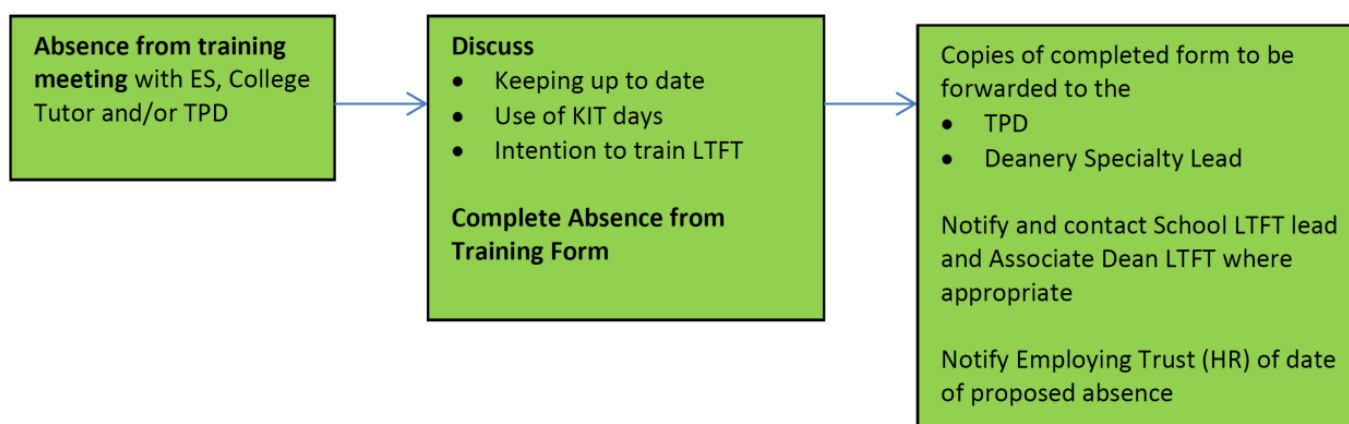 Absence from training
meeting with ES, College
Tutor and/or TPD
Discuss
• Keeping up to date
• Use of KIT days
• Intention to train LTFT
Complete Absence from
Training Form
Copies of completed form to be
forwarded to the
• TPD
• Deanery Specialty Lead
Notify and contact School LTFT lead
and Associate Dean LTFT where
appropriate
Notify Employing Trust (HR) of date
of proposed absence